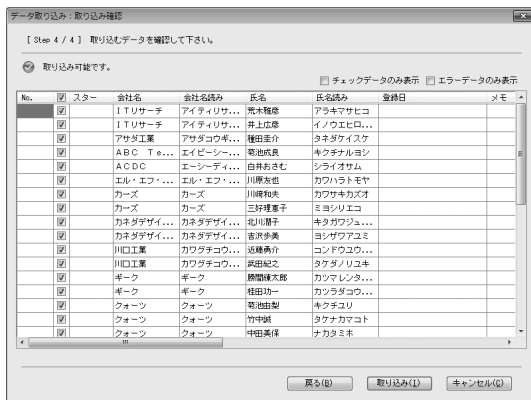 データ取り込み：取り込み確認
[ Step 4 / 4 ] 取り込むデータを確認して下さい。
取り込み可能です。
チェックデータのみ表示 エラーデータのみ表示
No. スター 会社名 会社名読み 氏名 氏名読み 登録日 メモ
ＩＴＵサーチ アイティリサ... 荒木雅彦 アラキマサヒコ
ＩＴＵサーチ アイティリサ... 井上広彦 イノウエヒロ...
アサダ工業 アサダコウギ... 種田圭介 タネダケイスケ
ＡＢＣ Ｔｅ... エイビーシー... 菊池成良 キクチナルヨシ
ＡＣＤＣ エーシーディ... 白井おさむ シライオサム
エル・エフ・... エル・エフ・... 川原友也 カワハラトモヤ
カーズ カーズ 川崎和夫 カワサキカズオ
カーズ カーズ 三好理恵子 ミヨシリエコ
カネダデザイ... カネダデザイ... 北川潤子 キタガワジュ...
カネダデザイ... カネダデザイ... 吉沢歩美 ヨシザワアユミ
川口工業 カワグチコウ... 近藤勇介 コンドウユウ...
川口工業 カワグチコウ... 武田紀之 タケダノリユキ
ギーク ギーク 勝間錬太郎 カツマレンタ...
ギーク ギーク 桂田功一 カツラダコウ...
クォーツ クォーツ 菊池由梨 キクチユリ
クォーツ クォーツ 竹中誠 タケナカマコト
クォーツ クォーツ 中田美保 ナカタミホ
戻る(B) 取り込み(I) キャンセル(C)